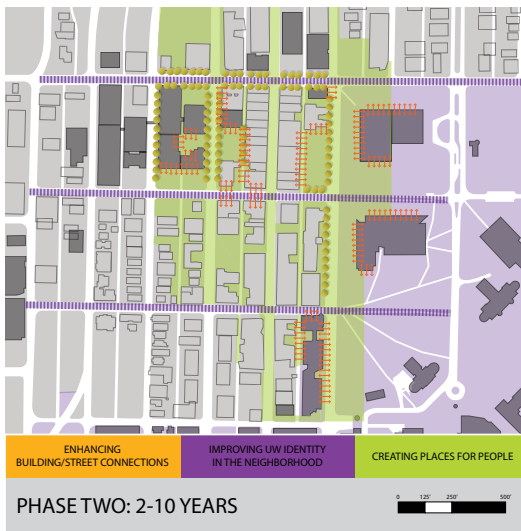 ENHANCING
BUILDING/STREET CONNECTIONS
IMPROVING UW IDENTITY
IN THE NEIGHBORHOOD
CREATING PLACES FOR PEOPLE
PHASE TWO: 2-10 YEARS
0 125' 250' 500'